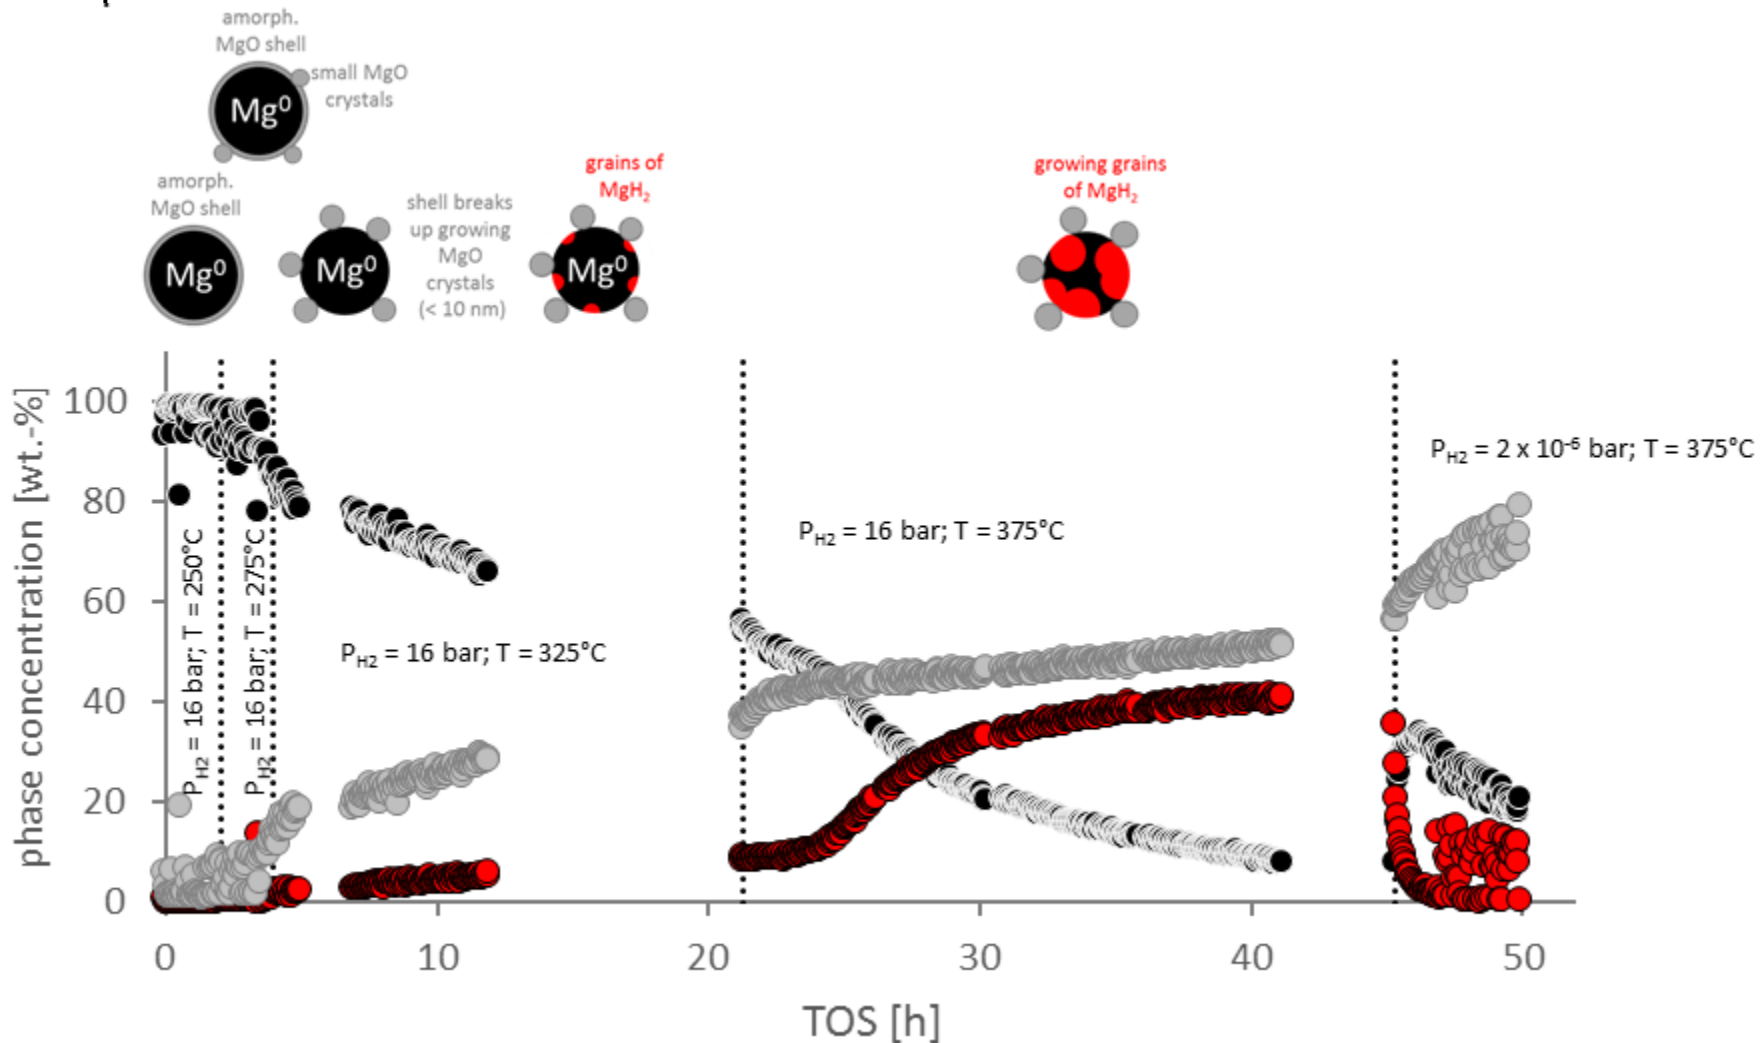 amorph.
MgO shell
small MgO
crystals
Mg⁰
amorph.
MgO shell
Mg⁰
Mg⁰
shell breaks
up growing
MgO
crystals
(< 10 nm)
grains of
MgH₂
Mg⁰
growing grains
of MgH₂
phase concentration [wt.-%]
100
80
60
40
20
0
P_H2 = 16 bar; T = 250°C
P_H2 = 16 bar; T = 275°C
P_H2 = 16 bar; T = 325°C
P_H2 = 16 bar; T = 375°C
P_H2 = 2 x 10⁻⁶ bar; T = 375°C
0
10
20
30
40
50
TOS [h]